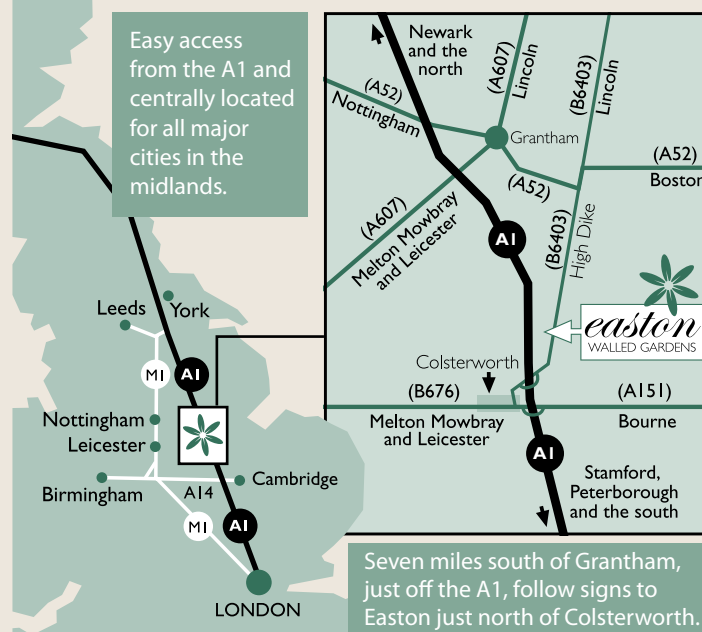 Easy access
from the A1 and
centrally located
for all major
cities in the
midlands.
Leeds
York
M1
A1
Nottingham
Leicester
Birmingham
A14
Cambridge
M1
A1
LONDON
Newark
and the
north
(A607)
Lincoln
(B6403)
Lincoln
(A52)
Nottingham
Grantham
(A52)
(A52)
Boston
(A607)
Melton Mowbray
and Leicester
A1
(B6403)
High Dike
easton
WALLED GARDENS
Colsterworth
(B676)
Melton Mowbray
and Leicester
(A151)
Bourne
A1
Stamford,
Peterborough
and the south
Seven miles south of Grantham,
just off the A1, follow signs to
Easton just north of Colsterworth.